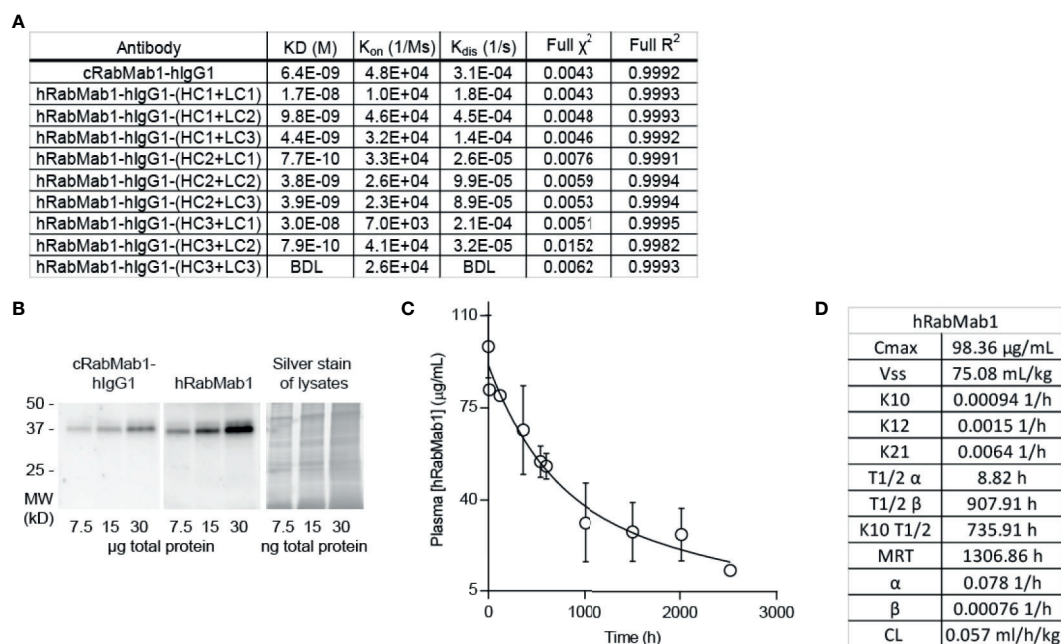 A
Antibody KD (M) Kon (1/Ms) Kdis (1/s) Full χ² Full R²
cRabMab1-hIgG1 6.4E-09 4.8E+04 3.1E-04 0.0043 0.9992
hRabMab1-hIgG1-(HC1+LC1) 1.7E-08 1.0E+04 1.8E-04 0.0043 0.9993
hRabMab1-hIgG1-(HC1+LC2) 9.8E-09 4.6E+04 4.5E-04 0.0048 0.9993
hRabMab1-hIgG1-(HC1+LC3) 4.4E-09 3.2E+04 1.4E-04 0.0046 0.9992
hRabMab1-hIgG1-(HC2+LC1) 7.7E-10 3.3E+04 2.6E-05 0.0076 0.9991
hRabMab1-hIgG1-(HC2+LC2) 3.8E-09 2.6E+04 9.9E-05 0.0059 0.9994
hRabMab1-hIgG1-(HC2+LC3) 3.9E-09 2.3E+04 8.9E-05 0.0053 0.9994
hRabMab1-hIgG1-(HC3+LC1) 3.0E-08 7.0E+03 2.1E-04 0.0051 0.9995
hRabMab1-hIgG1-(HC3+LC2) 7.9E-10 4.1E+04 3.2E-05 0.0152 0.9982
hRabMab1-hIgG1-(HC3+LC3) BDL 2.6E+04 BDL 0.0062 0.9993
B
cRabMab1-
hIgG1
hRabMab1
Silver stain
of lysates
50 -
37 -
25 -
MW
(kD)
7.5 15 30 7.5 15 30 7.5 15 30
µg total protein ng total protein
C
Plasma [hRabMab1] (µg/mL)
110
75
40
5
0 1000 2000 3000
Time (h)
D
hRabMab1
Cmax 98.36 µg/mL
Vss 75.08 mL/kg
K10 0.00094 1/h
K12 0.0015 1/h
K21 0.0064 1/h
T1/2 α 8.82 h
T1/2 β 907.91 h
K10 T1/2 735.91 h
MRT 1306.86 h
α 0.078 1/h
β 0.00076 1/h
CL 0.057 ml/h/kg